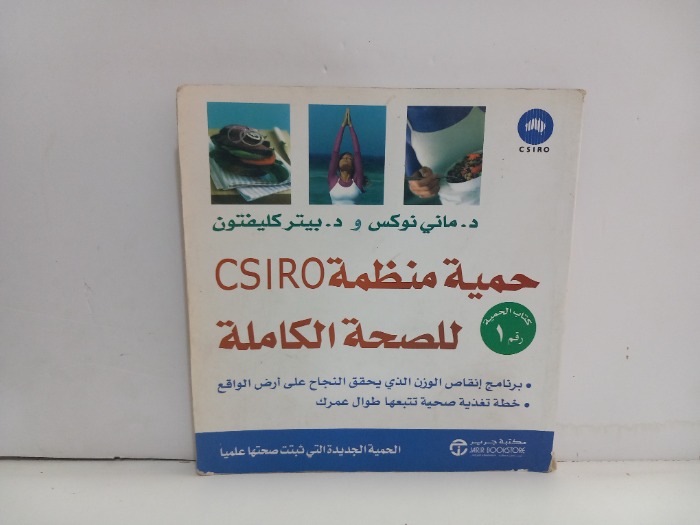 CSIRO
د. ماني نوكس و د. بيتر كليفتون
حمية منظمة CSIRO
للصحة الكاملة
كتاب الحمية
رقم ١
• برنامج إنقاص الوزن الذي يحقق النجاح على أرض الواقع
• خطة تغذية صحية تتبعها طوال عمرك
الحمية الجديدة التي ثبتت صحتها علميا
مكتبة جرير
JARIR BOOKSTORE